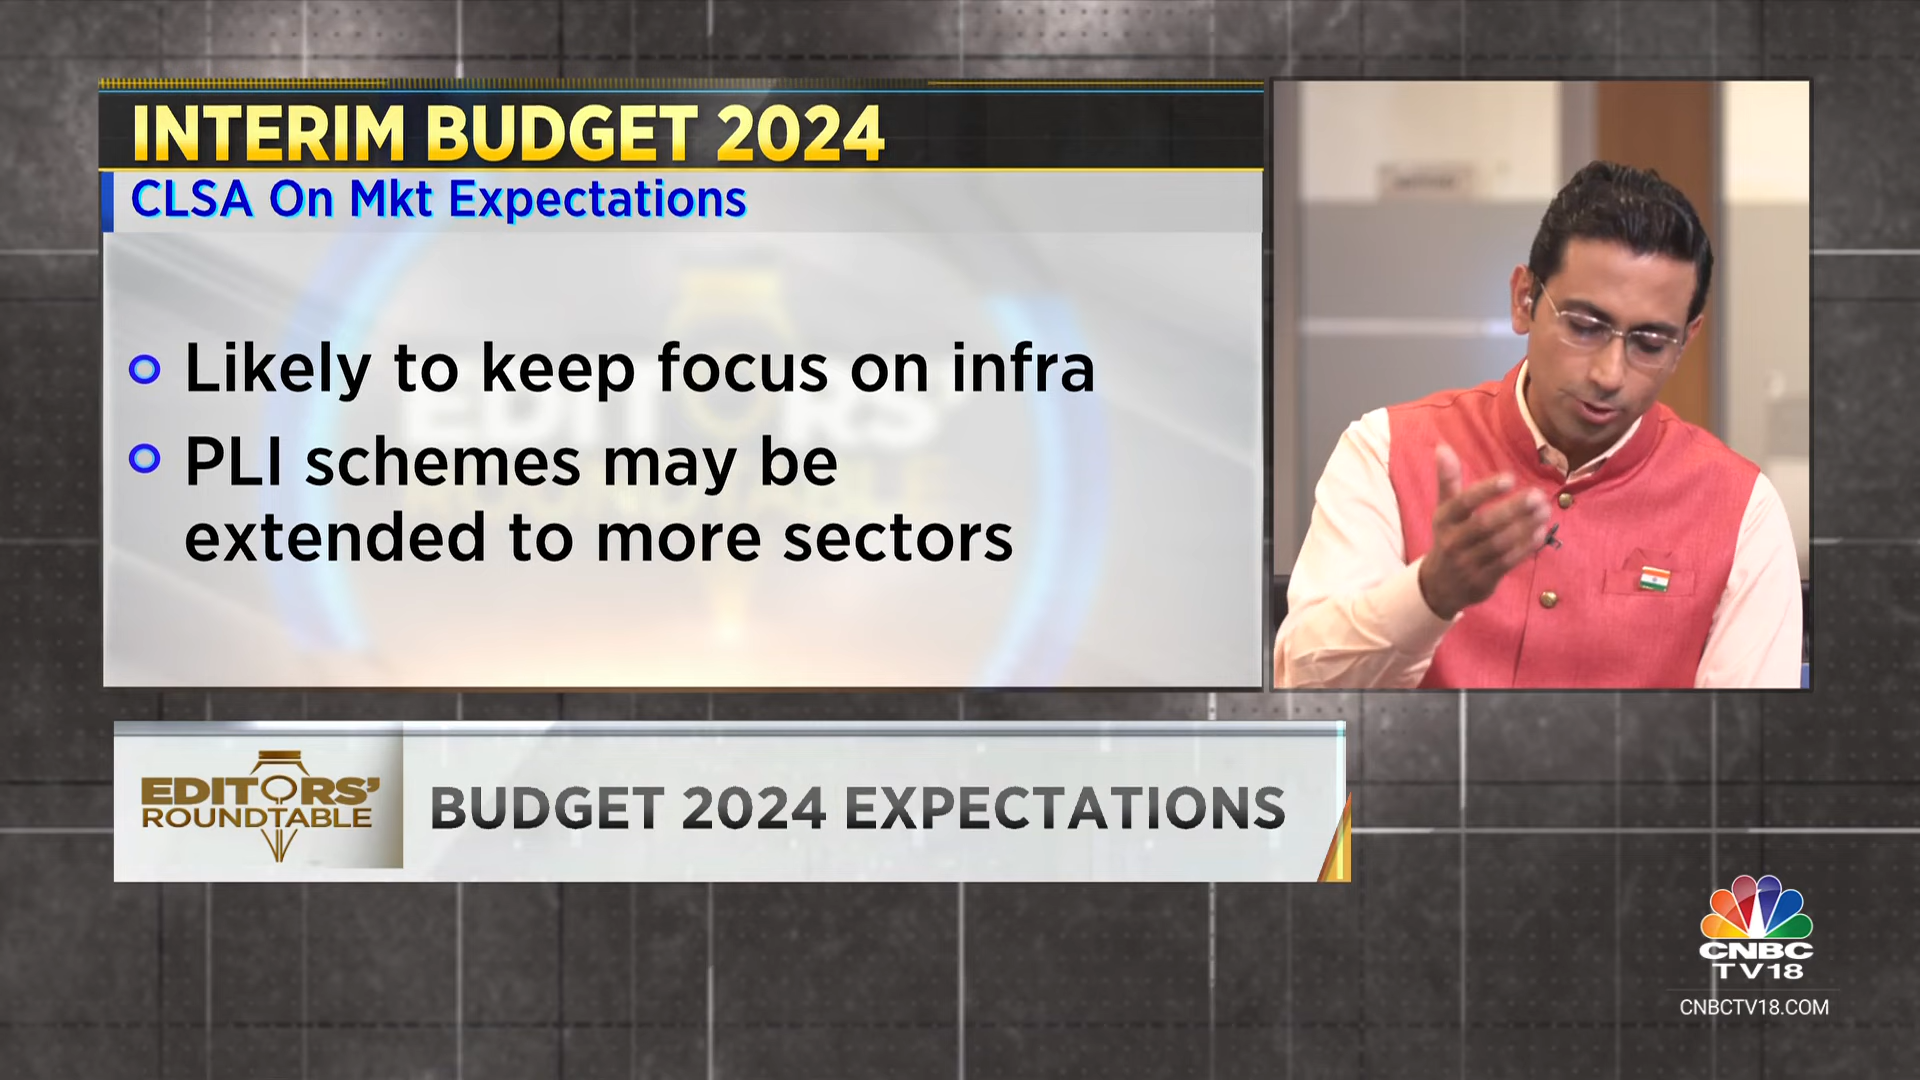 INTERIM BUDGET 2024
CLSA On Mkt Expectations
Likely to keep focus on infra
PLI schemes may be
extended to more sectors
EDITORS'
ROUNDTABLE
BUDGET 2024 EXPECTATIONS
CNBC
TV18
CNBCTV18.COM